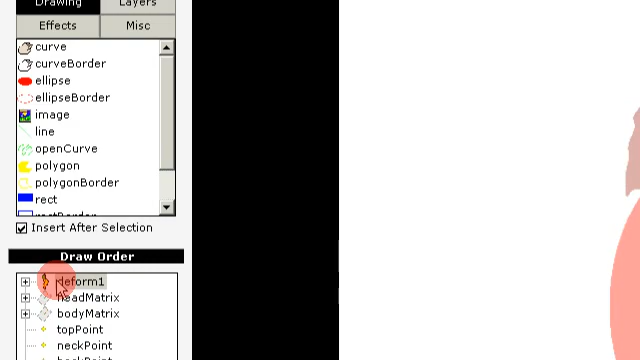 Drawing Layers
Effects Misc
curve
curveBorder
ellipse
ellipseBorder
image
line
openCurve
polygon
polygonBorder
rect
rectBorder
Insert After Selection
Draw Order
deform1
headMatrix
bodyMatrix
topPoint
neckPoint